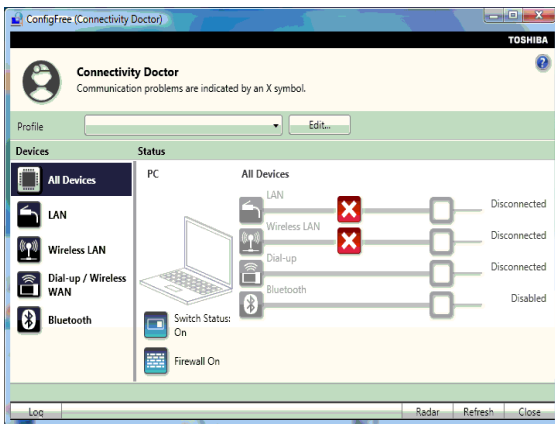 ConfigFree (Connectivity Doctor)
TOSHIBA
Connectivity Doctor
Communication problems are indicated by an X symbol.
Profile
Edit...
Devices
Status
All Devices
LAN
Wireless LAN
Dial-up / Wireless
WAN
Bluetooth
PC
Switch Status:
On
Firewall On
All Devices
LAN
Disconnected
Wireless LAN
Disconnected
Dial-up
Disconnected
Bluetooth
Disabled
Log
Radar
Refresh
Close